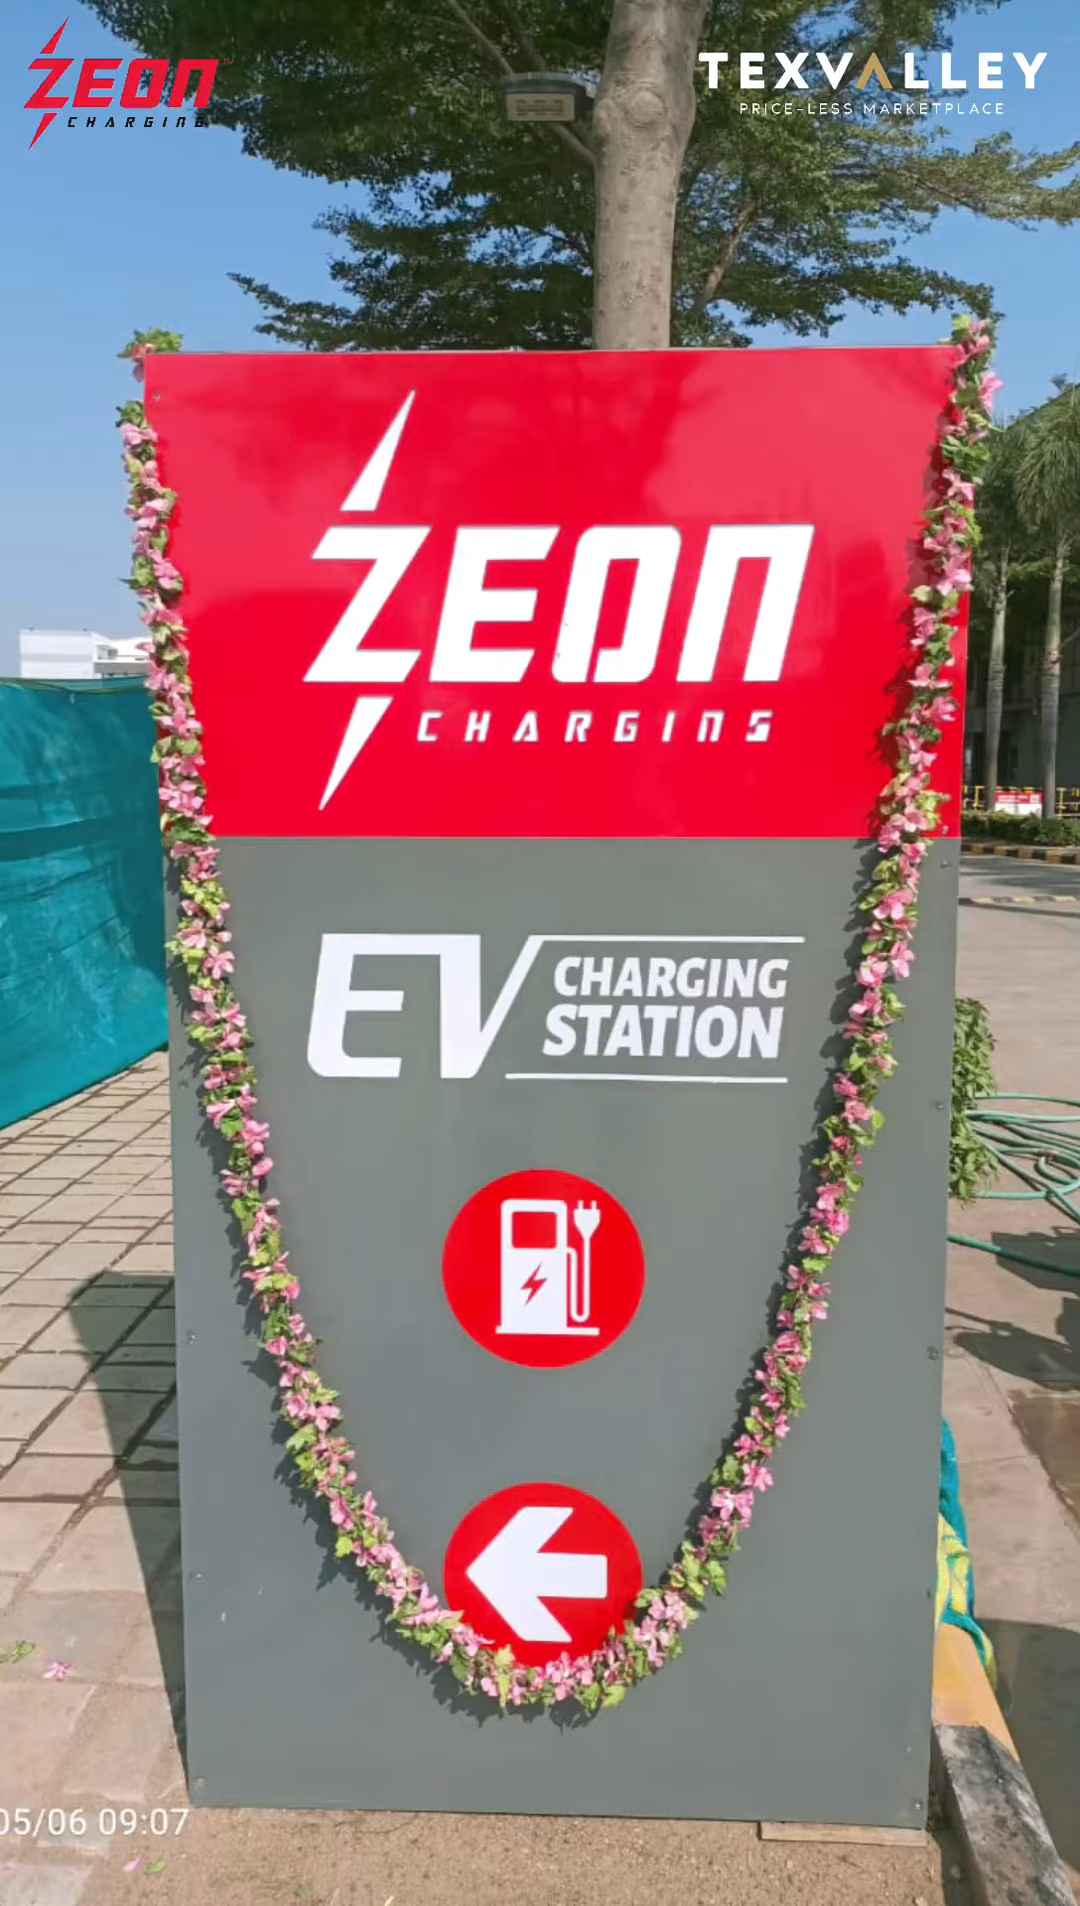 ZEON
CHARGING
TEXVALLEY
PRICE-LESS MARKETPLACE
ZEON
CHARGING
EV CHARGING
STATION
05/06 09:07